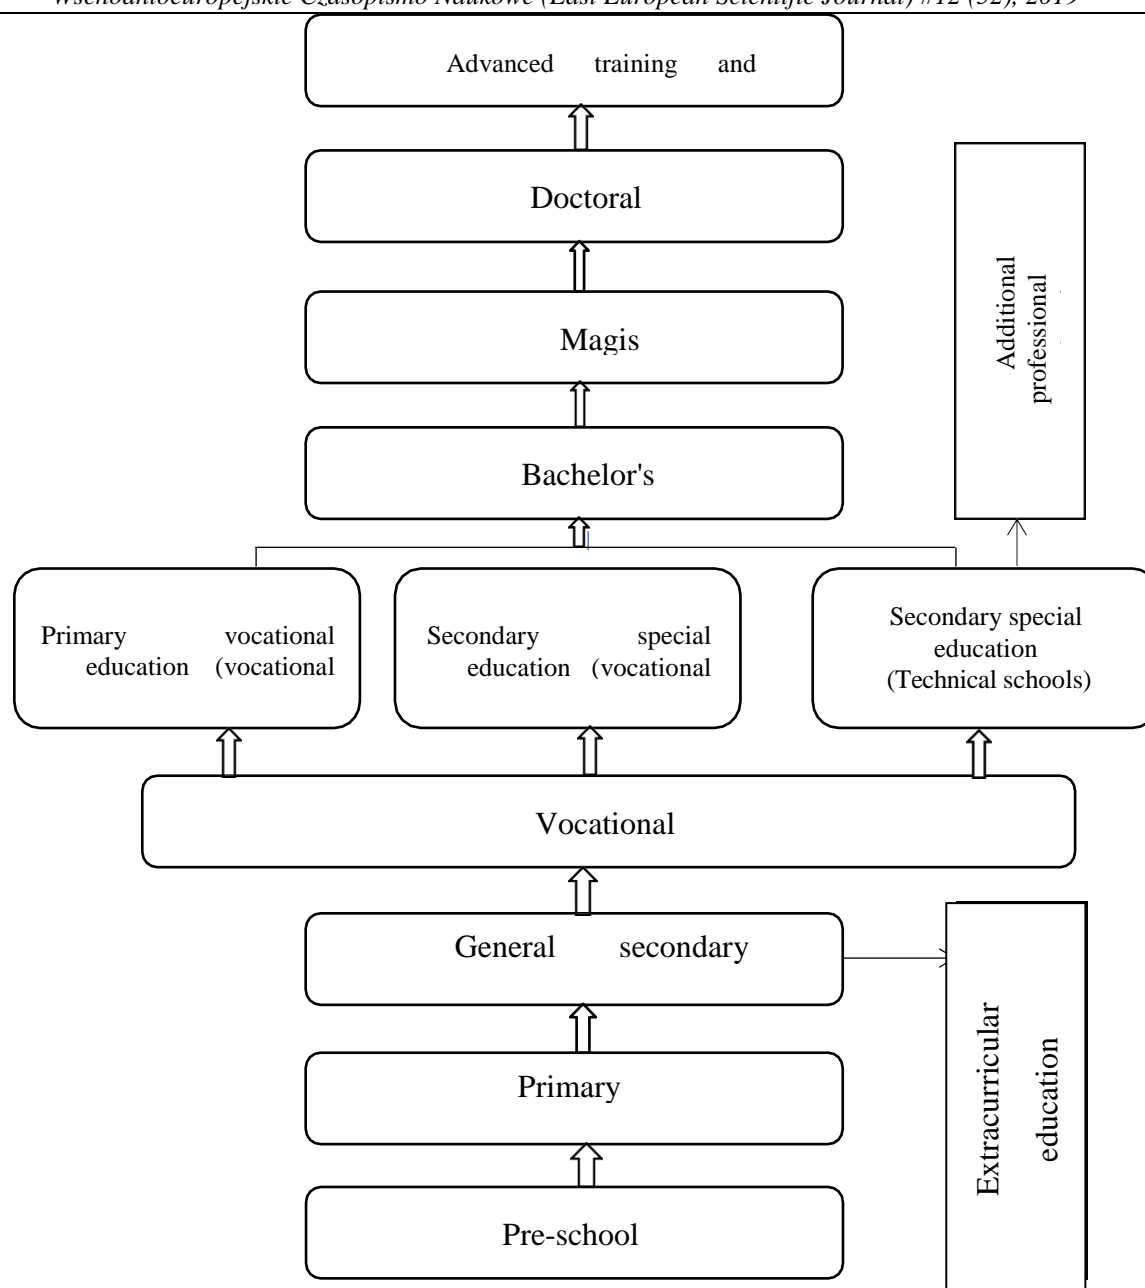 Wschodnioeuropejskie Czasopismo Naukowe (East European Scientific Journal) #12 (52), 2019
Advanced training and
Doctoral
Magis
Additional
professional
Bachelor's
Primary vocational
education (vocational
Secondary special
education (vocational
Secondary special
education
(Technical schools)
Vocational
General secondary
Extracurricular
education
Primary
Pre-school